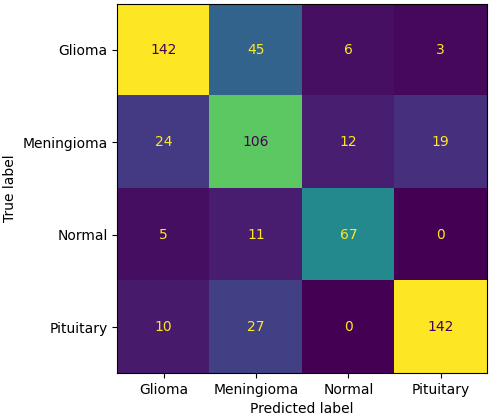 Glioma 142 45 6 3
Meningioma 24 106 12 19
Normal 5 11 67 0
Pituitary 10 27 0 142
Glioma Meningioma Normal Pituitary
Predicted label
True label